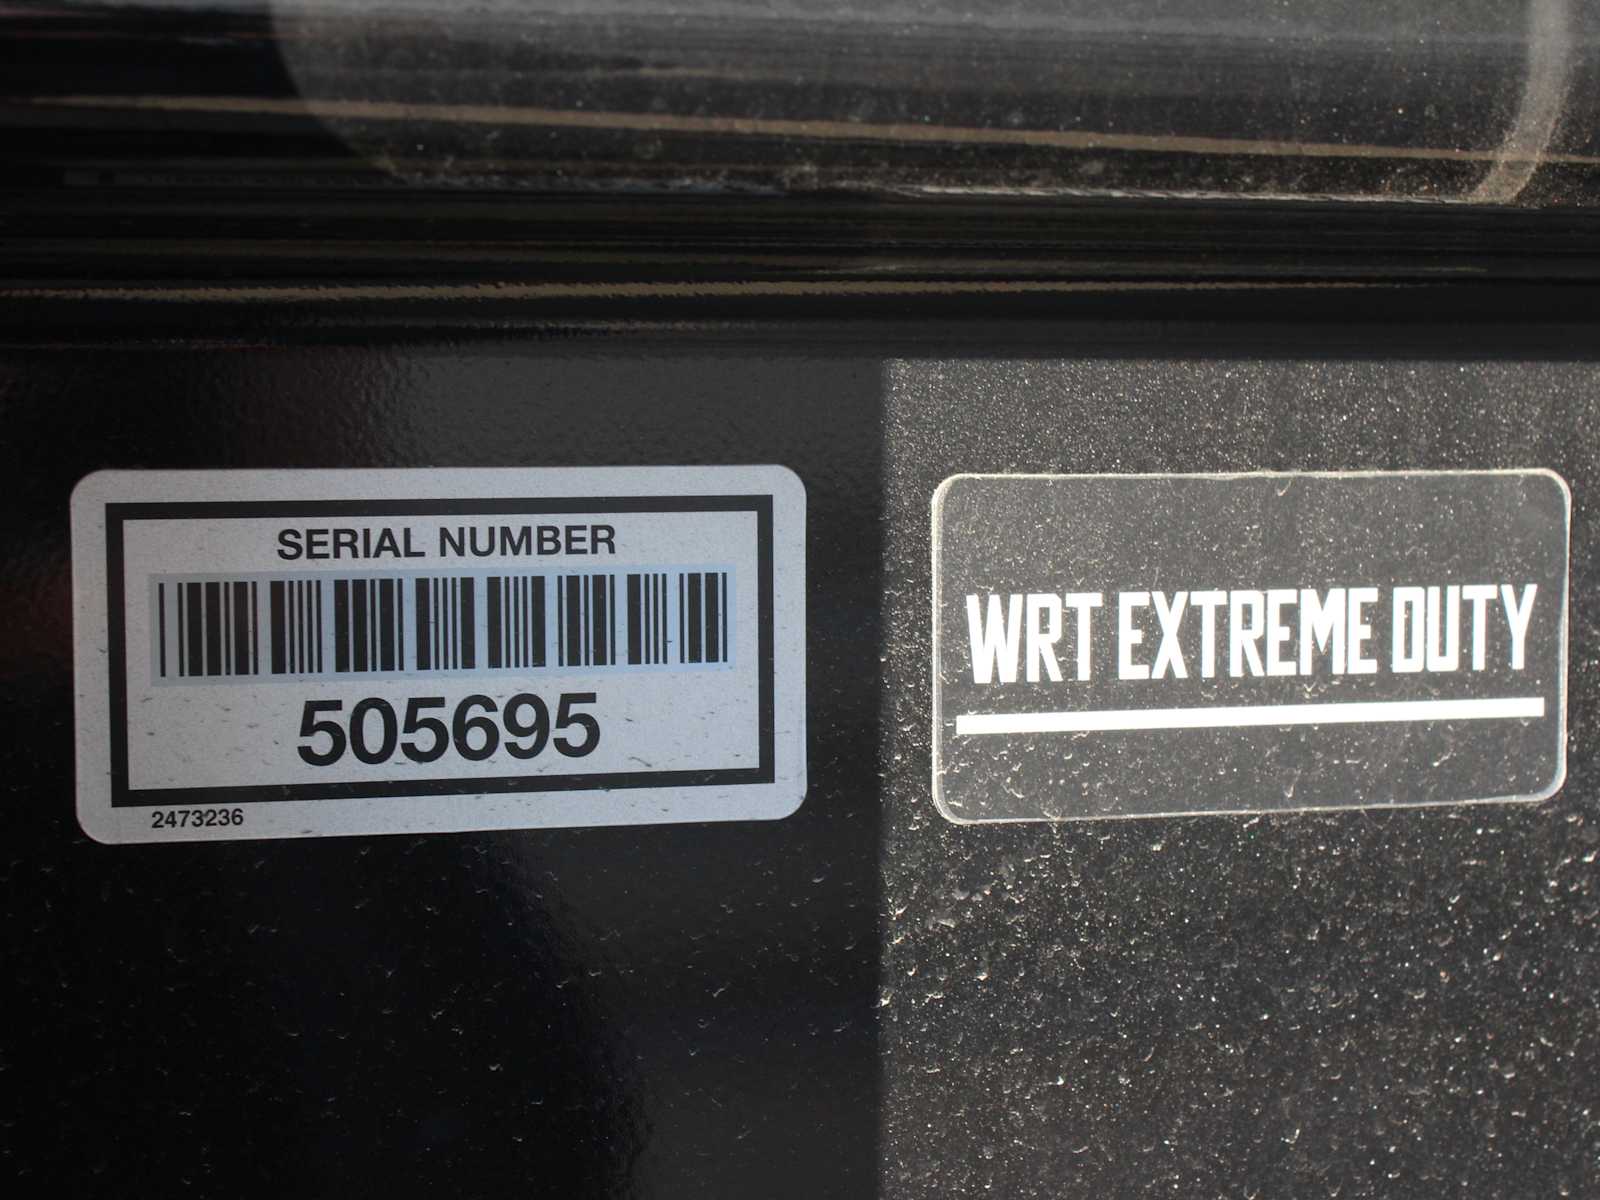 SERIAL NUMBER
505695
2473236
WRT EXTREME DUTY